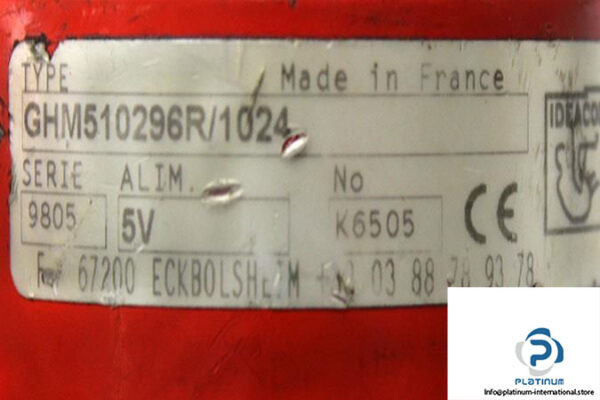 TYPE Made in France
GHM510296R/1024
IDEACOD
SERIE ALIM. No
9805 5V K6505 CE
67200 ECKBOLSHEIM 03 88 78 93 78
PLATINUM
info@platinum-international.store